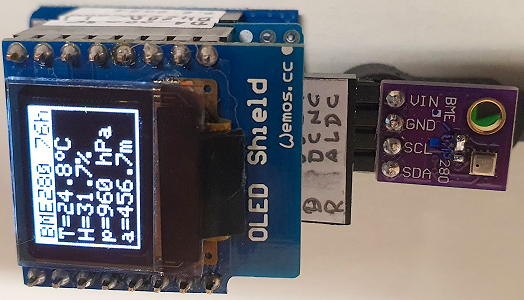 BME280 76h
T=24.8°C
H=31.7%
p=960 hPa
a=456.7m
OLED Shield
Wemos.cc
VIN
GND
SCL
SDA
BME
280